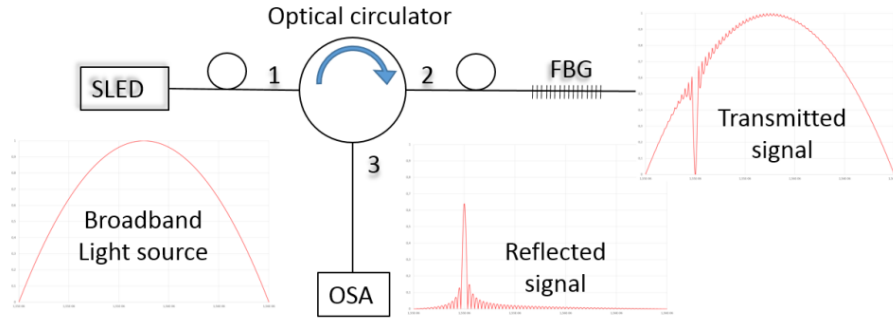 Optical circulator
SLED
1
2
FBG
3
Transmitted
signal
Broadband
Light source
Reflected
signal
OSA